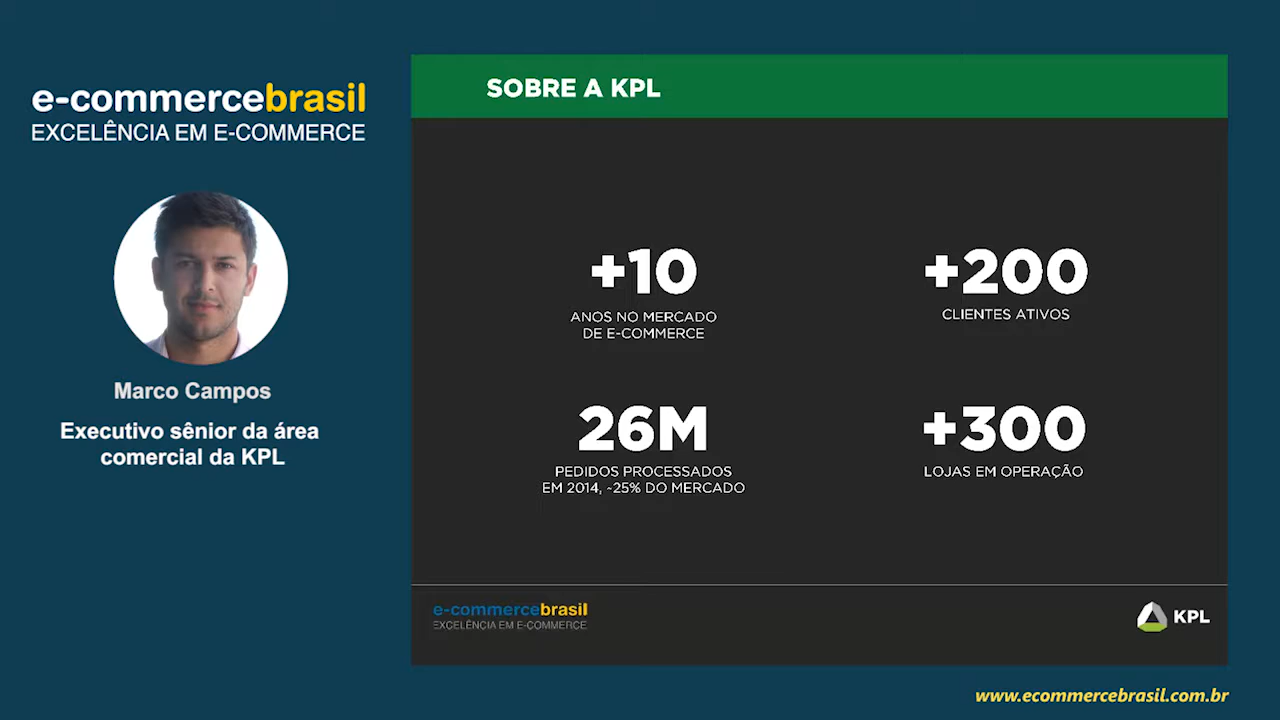 e-commercebrasil
EXCELÊNCIA EM E-COMMERCE
Marco Campos
Executivo sênior da área
comercial da KPL
SOBRE A KPL
+10
ANOS NO MERCADO
DE E-COMMERCE
+200
CLIENTES ATIVOS
26M
PEDIDOS PROCESSADOS
EM 2014, ~25% DO MERCADO
+300
LOJAS EM OPERAÇÃO
e-commercebrasil
EXCELÊNCIA EM E-COMMERCE
KPL
www.ecommercebrasil.com.br